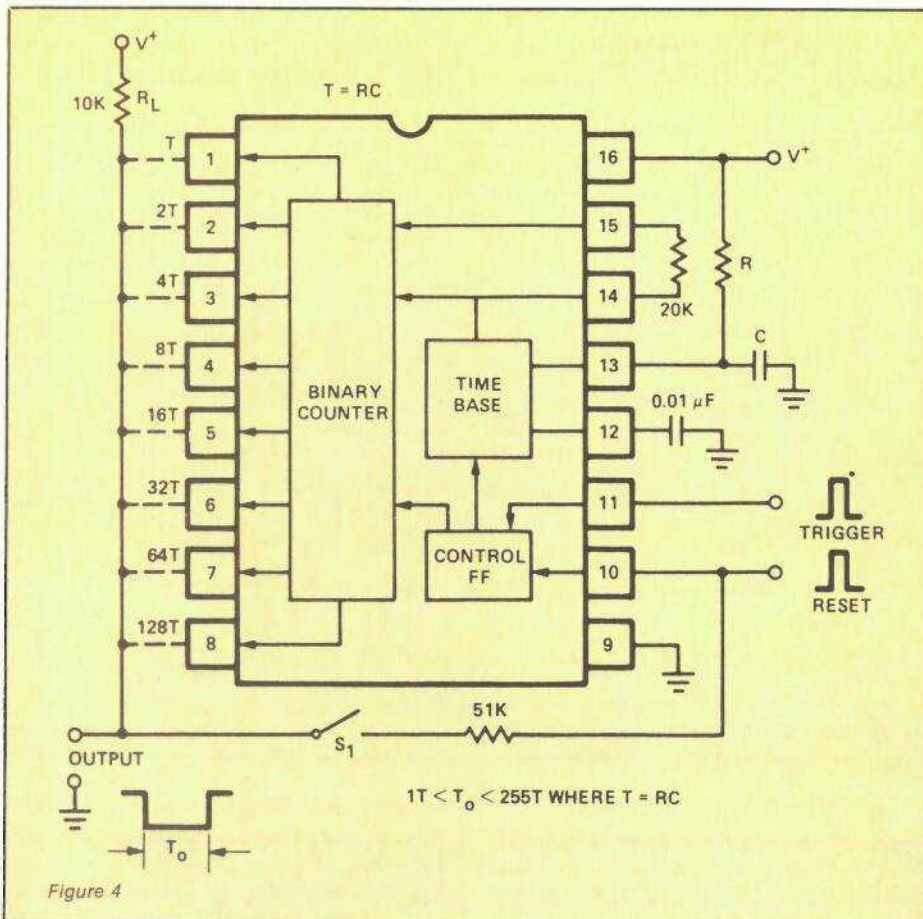 V+
10K
RL
T = RC
T
1
2T
2
4T
3
8T
4
16T
5
32T
6
64T
7
128T
8
BINARY
COUNTER
TIME
BASE
CONTROL
FF
16
V+
15
R
14
20K
13
C
12
0.01 µF
11
TRIGGER
10
RESET
9
51K
S1
OUTPUT
To
1T < To < 255T WHERE T = RC
Figure 4